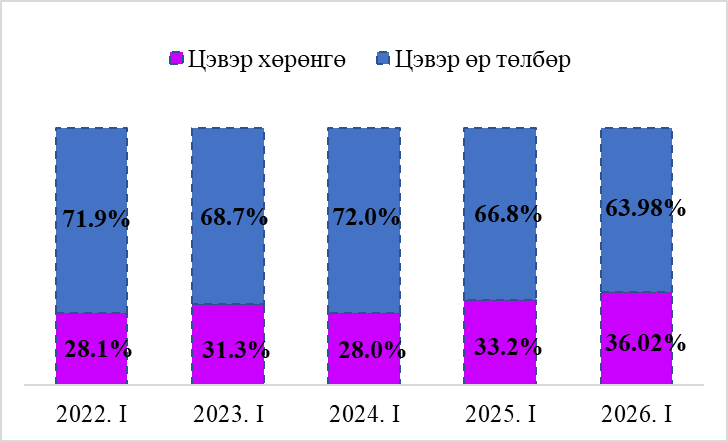 Цэвэр хөрөнгө Цэвэр өр төлбөр
71.9% 68.7% 72.0% 66.8% 63.98%
28.1% 31.3% 28.0% 33.2% 36.02%
2022. I 2023. I 2024. I 2025. I 2026. I